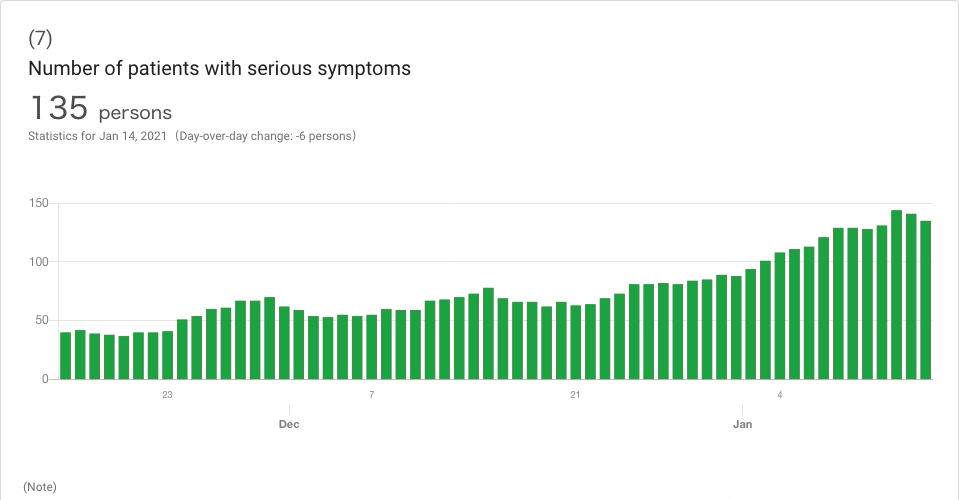 (7)
Number of patients with serious symptoms
135 persons
Statistics for Jan 14, 2021（Day-over-day change: -6 persons）
150
100
50
0
23 7 21 4
Dec Jan
(Note)